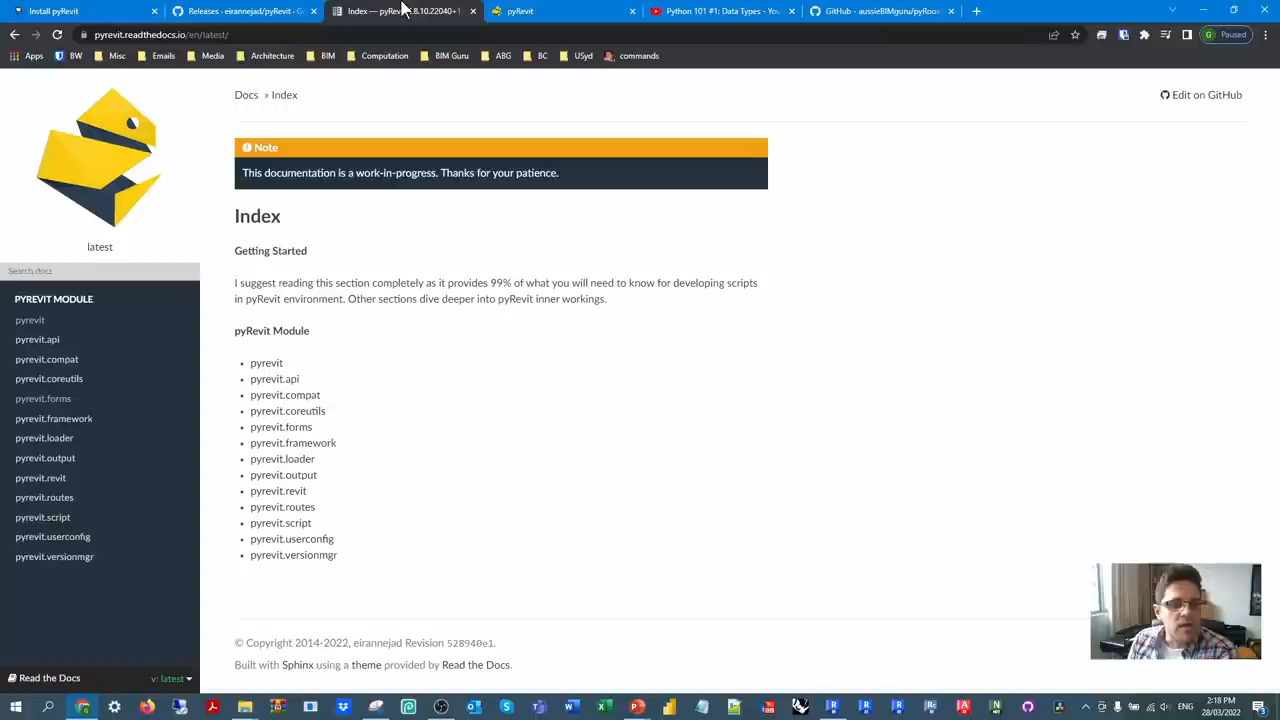 pyRevit
Releases · eirannejad/pyRevit · G
Index — pyRe
.8.10.22040+1
pyRevit
Python 101 #1: Data Types - You
GitHub - aussieBIMguru/pyRoov
pyrevit.readthedocs.io/en/latest/
Paused
Apps
BW
Misc
Emails
Media
Architecture
BIM
Computation
BIM Guru
ABG
BC
USyd
commands
Docs » Index
Edit on GitHub
Note
This documentation is a work-in-progress. Thanks for your patience.
Index
Getting Started
I suggest reading this section completely as it provides 99% of what you will need to know for developing scripts
in pyRevit environment. Other sections dive deeper into pyRevit inner workings.
pyRevit Module
• pyrevit
• pyrevit.api
• pyrevit.compat
• pyrevit.coreutils
• pyrevit.forms
• pyrevit.framework
• pyrevit.loader
• pyrevit.output
• pyrevit.revit
• pyrevit.routes
• pyrevit.script
• pyrevit.userconfig
• pyrevit.versionmgr
© Copyright 2014-2022, eirannejad Revision 528940e1.
Built with Sphinx using a theme provided by Read the Docs.
latest
Search docs
PYREVIT MODULE
pyrevit
pyrevit.api
pyrevit.compat
pyrevit.coreutils
pyrevit.forms
pyrevit.framework
pyrevit.loader
pyrevit.output
pyrevit.revit
pyrevit.routes
pyrevit.script
pyrevit.userconfig
pyrevit.versionmgr
Read the Docs
v: latest
ENG
2:18 PM
28/03/2022